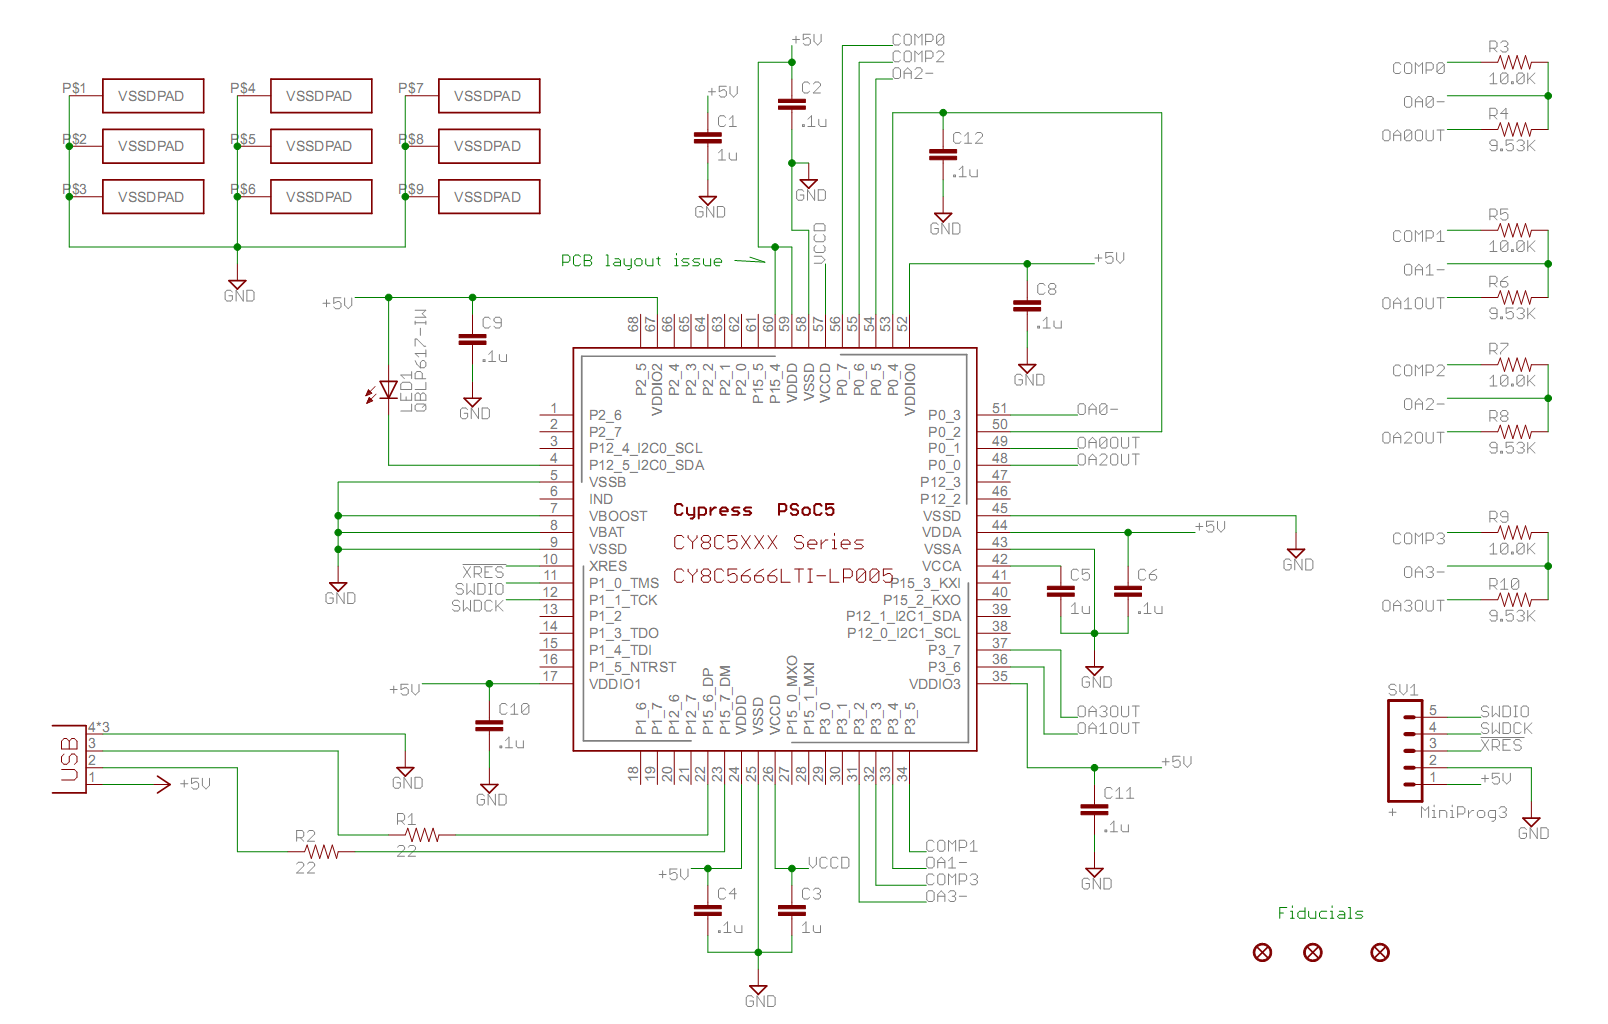 P$1 VSSDPAD P$4 VSSDPAD P$7 VSSDPAD
P$2 VSSDPAD P$5 VSSDPAD P$8 VSSDPAD
P$3 VSSDPAD P$6 VSSDPAD P$9 VSSDPAD
GND
+5V
C1
1u
GND
+5V
C2
.1u
GND
VCCD
COMP0
COMP2
OA2-
C12
.1u
GND
PCB layout issue
+5V
C8
.1u
GND
+5V
QBLP617-IW
LED1
C9
.1u
GND
68 67 66 65 64 63 62 61 60 59 58 57 56 55 54 53 52
P2_5 VDDIO2 P2_4 P2_3 P2_2 P2_1 P2_0 P15_5 P15_4 VDDD VSSD VCCD P0_7 P0_6 P0_5 P0_4 VDDIO0
1 P2_6
2 P2_7
3 P12_4_I2C0_SCL
4 P12_5_I2C0_SDA
5 VSSB
6 IND
7 VBOOST
8 VBAT
9 VSSD
XRES 10 XRES
SWDIO 11 P1_0_TMS
SWDCK 12 P1_1_TCK
13 P1_2
14 P1_3_TDO
15 P1_4_TDI
16 P1_5_NTRST
17 VDDIO1
GND
Cypress PSoC5
CY8C5XXX Series
CY8C5666LTI-LP005
P0_3 51 OA0-
P0_2 50
P0_1 49 OA0OUT
P0_0 48 OA2OUT
P12_3 47
P12_2 46
VSSD 45
VDDA 44 +5V
VSSA 43
VCCA 42
P15_3_KXI 41
P15_2_KXO 40
P12_1_I2C1_SDA 39
P12_0_I2C1_SCL 38
P3_7 37
P3_6 36
VDDIO3 35
GND
C5
1u
C6
.1u
GND
OA3OUT
OA1OUT
+5V
C11
.1u
GND
P1_6 P1_7 P12_6 P12_7 P15_6_DP P15_7_DM VDDD VSSD VCCD P15_0_MXO P15_1_MXI P3_0 P3_1 P3_2 P3_3 P3_4 P3_5
18 19 20 21 22 23 24 25 26 27 28 29 30 31 32 33 34
+5V
C10
.1u
GND
USB
4*3
3
2
1
+5V
GND
R1
22
R2
22
+5V
C4
.1u
VCCD
C3
1u
GND
COMP1
OA1-
COMP3
OA3-
R3
COMP0 10.0K
OA0-
R4
OA0OUT 9.53K
R5
COMP1 10.0K
OA1-
R6
OA1OUT 9.53K
R7
COMP2 10.0K
OA2-
R8
OA2OUT 9.53K
R9
COMP3 10.0K
OA3-
R10
OA3OUT 9.53K
SV1
5 SWDIO
4 SWDCK
3 XRES
2
1 +5V
+ MiniProg3
GND
Fiducials